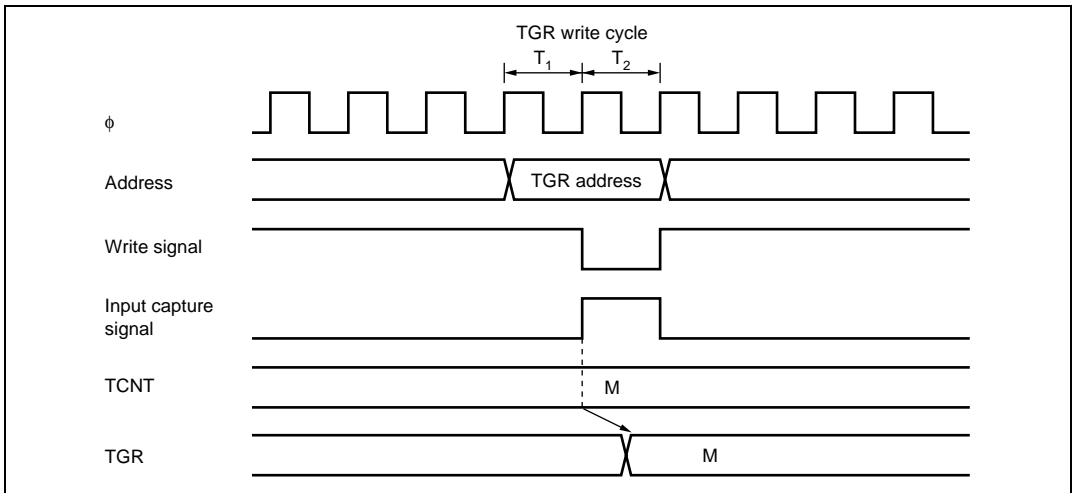 TGR write cycle
T1 T2
ϕ
Address
TGR address
Write signal
Input capture
signal
TCNT
M
TGR
M